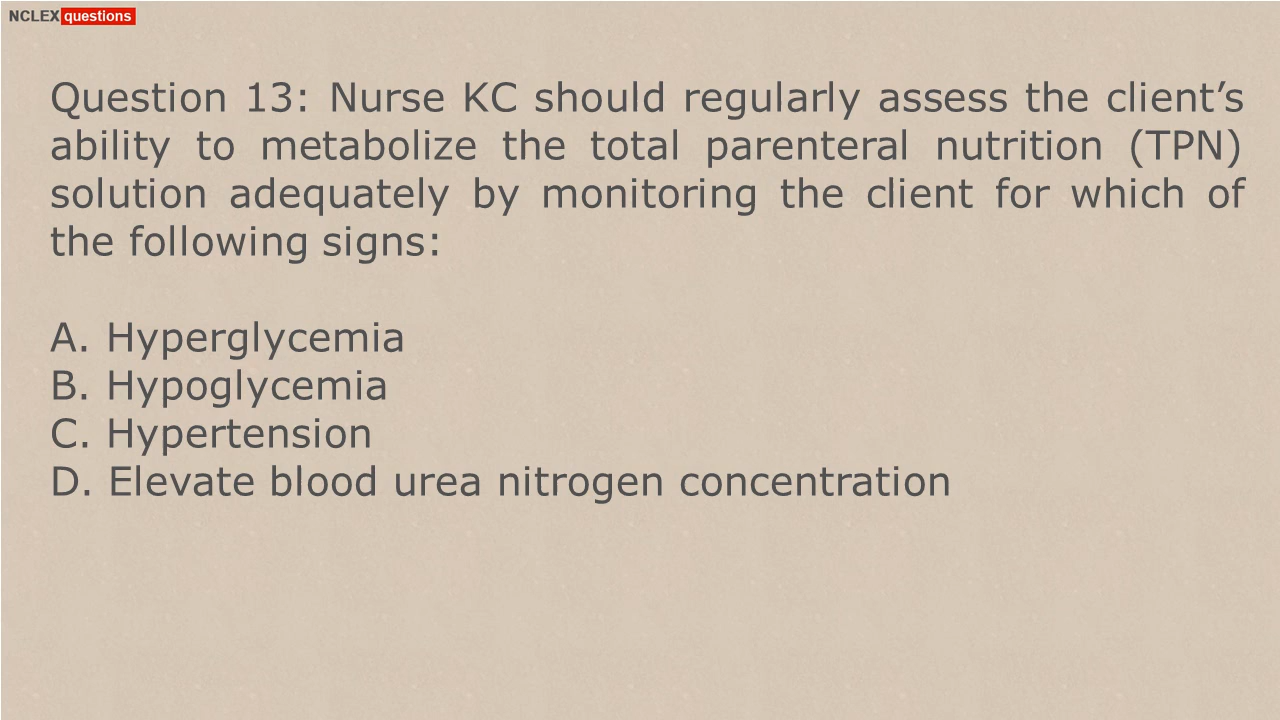 NCLEX questions
Question 13: Nurse KC should regularly assess the client’s
ability to metabolize the total parenteral nutrition (TPN)
solution adequately by monitoring the client for which of
the following signs:
A. Hyperglycemia
B. Hypoglycemia
C. Hypertension
D. Elevate blood urea nitrogen concentration